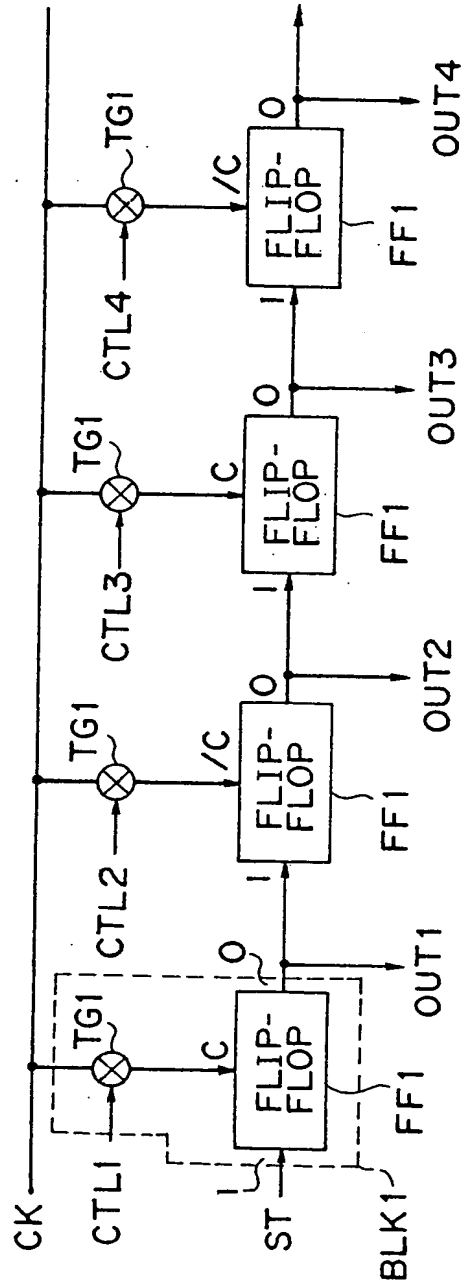 CK
CTL1
TG1
CTL2
TG1
CTL3
TG1
CTL4
TG1
C
/C
C
/C
ST
I
FLIP-
FLOP
O
I
FLIP-
FLOP
O
I
FLIP-
FLOP
O
I
FLIP-
FLOP
O
BLK1
FF1
OUT1
FF1
OUT2
FF1
OUT3
FF1
OUT4